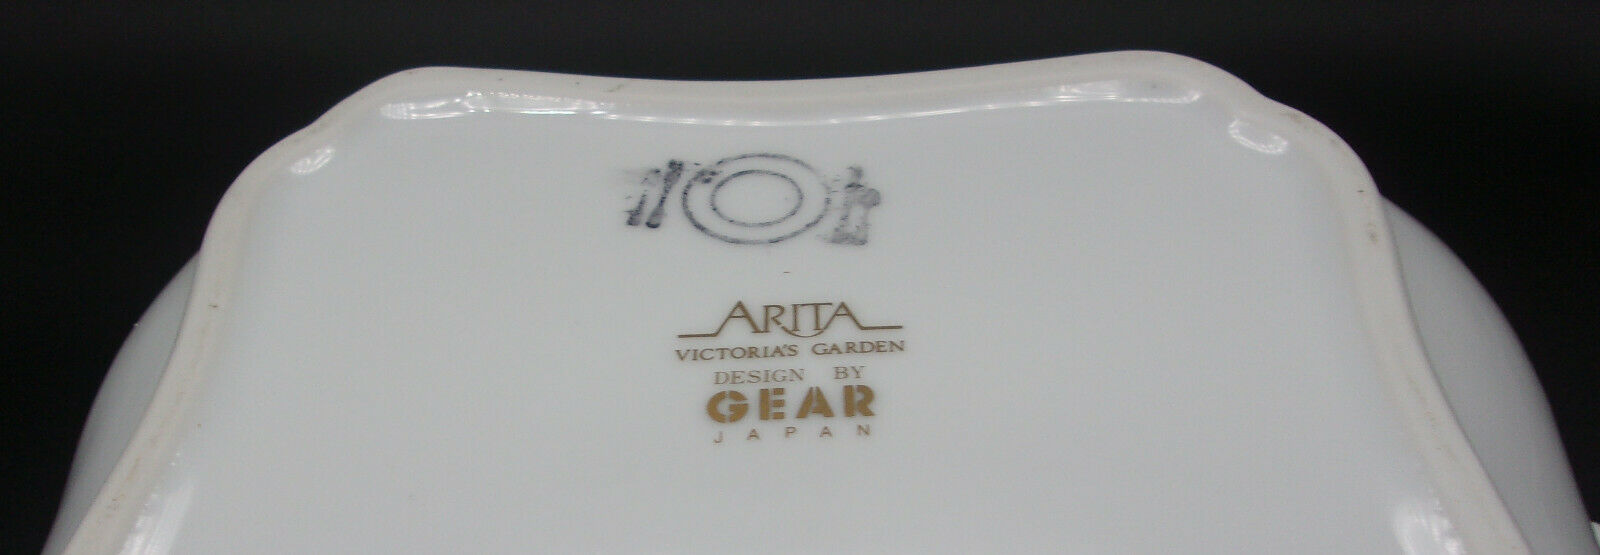 ARITA
VICTORIA'S GARDEN
DESIGN BY
GEAR
JAPAN